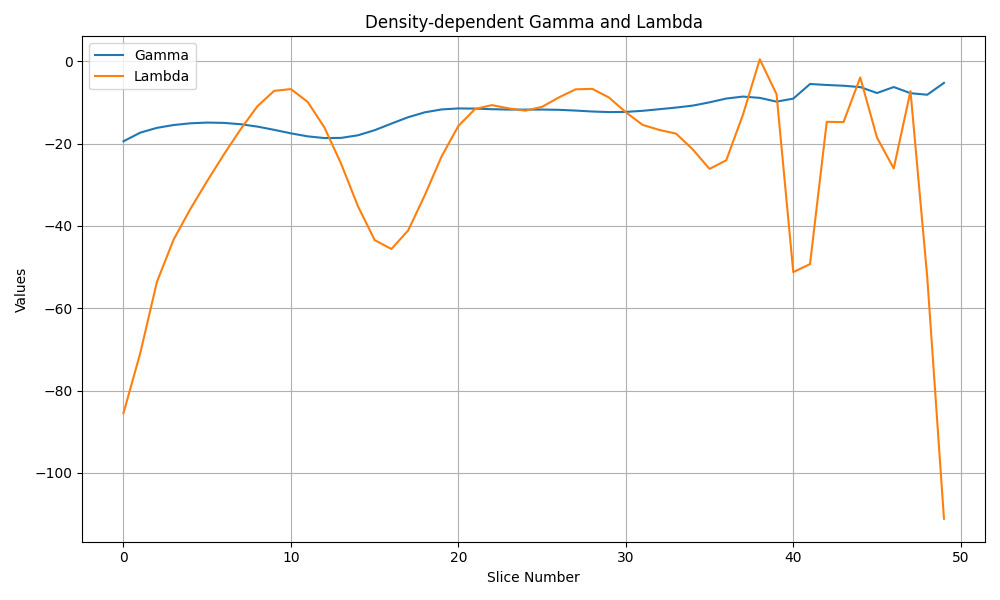 Density-dependent Gamma and Lambda
Gamma
Lambda
Values
0
−20
−40
−60
−80
−100
0 10 20 30 40 50
Slice Number